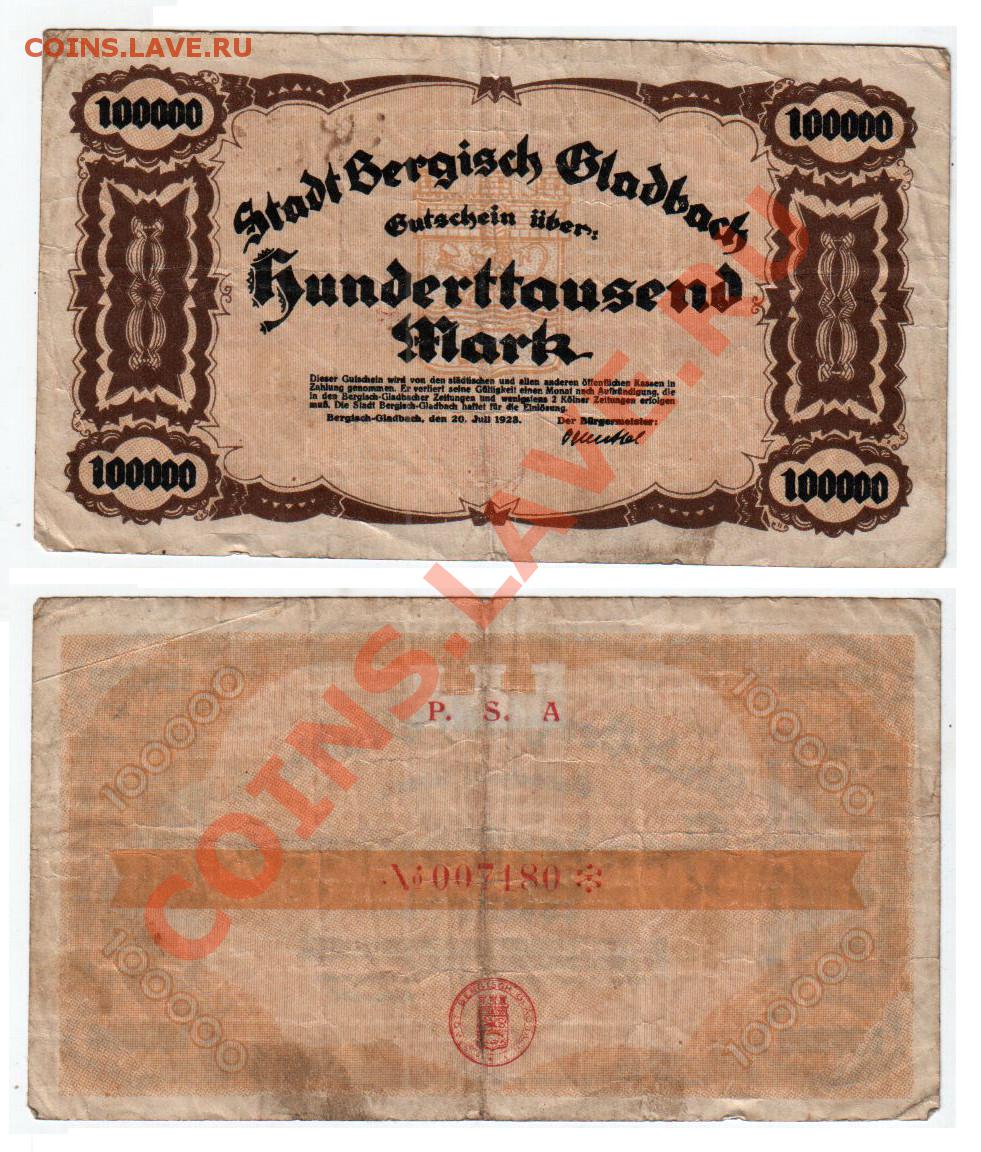 COINS.LAVE.RU
100000
100000
Stadt Bergisch Gladbach
Gutschein über:
Hunderttausend
Mark
Dieser Gutschein wird von den städtischen und allen anderen öffentlichen Kassen in
Zahlung genommen. Er verliert seine Gültigkeit einen Monat nach Aufkündigung, die
in den Bergisch-Gladbacher Zeitungen und wenigstens 2 Kölner Zeitungen erfolgen
muß. Die Stadt Bergisch-Gladbach haftet für die Einlösung.
Bergisch-Gladbach, den 20. Juli 1923. Der Bürgermeister:
100000
100000
COINS.LAVE.RU
P. S. A
100000
100000
No 007480
100000
100000